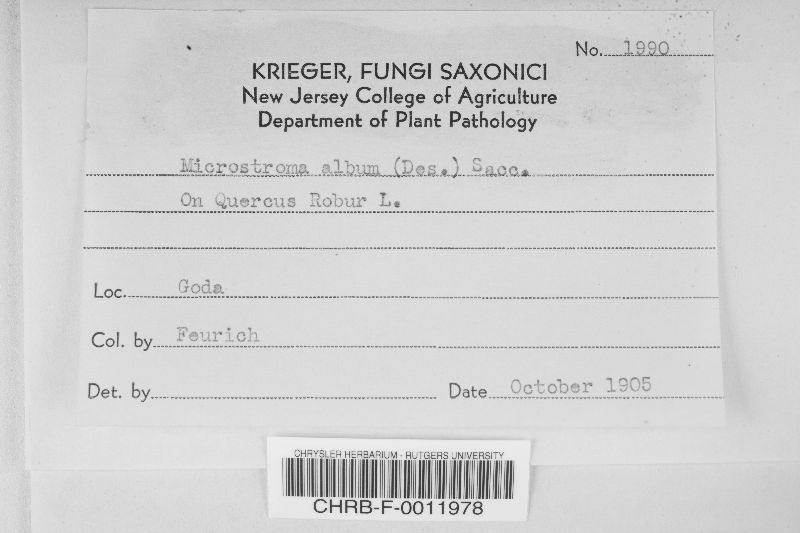 No. 1990
KRIEGER, FUNGI SAXONICI
New Jersey College of Agriculture
Department of Plant Pathology
Microstroma album (Des.) Sacc.
On Quercus Robur L.
Loc. Goda
Col. by Feurich
Det. by Date October 1905
CHRYSLER HERBARIUM - RUTGERS UNIVERSITY
CHRB-F-0011978